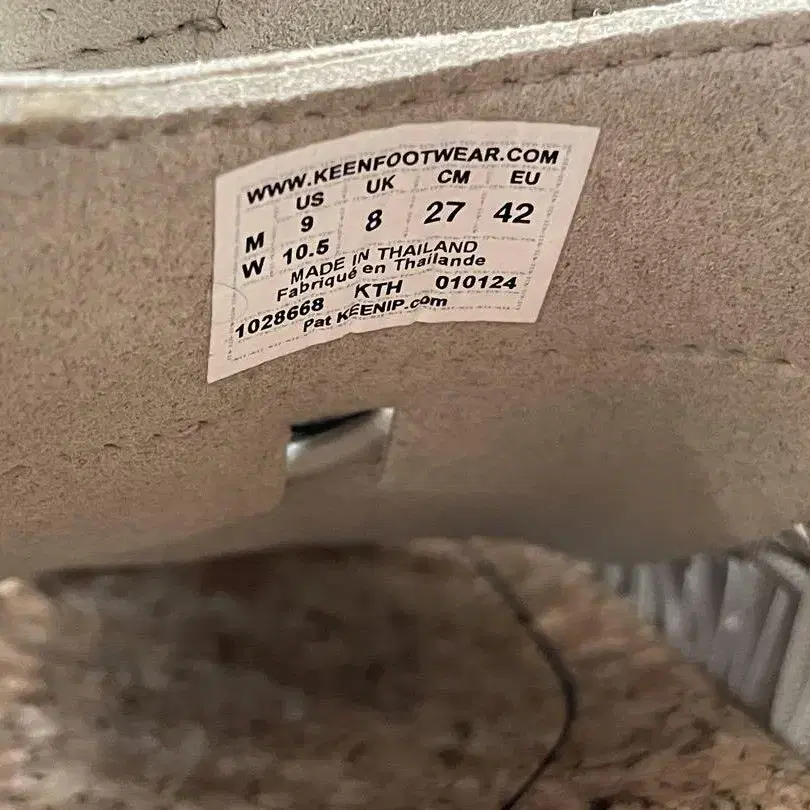 WWW.KEENFOOTWEAR.COM
US UK CM EU
M 9 8 27 42
W 10.5
MADE IN THAILAND
Fabriqué en Thaïlande
1028668 KTH 010124
Pat KEENIP.com